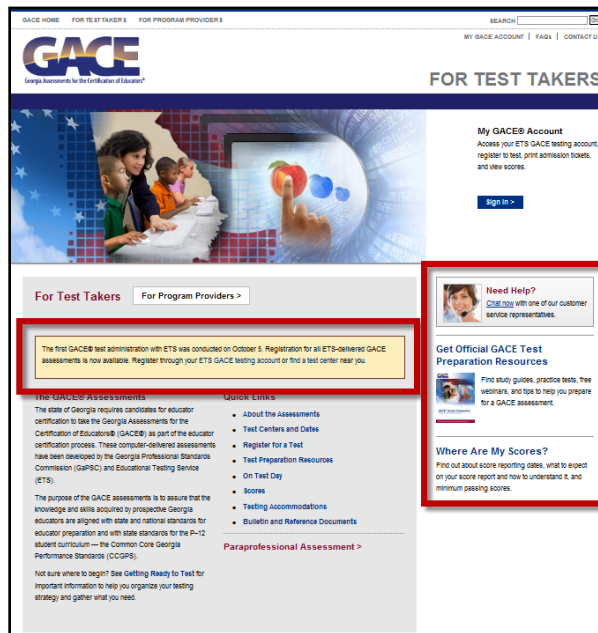 GACE HOME FOR TEST TAKERS FOR PROGRAM PROVIDERS
SEARCH
MY GACE ACCOUNT | FAQs | CONTACT U
GACE
Georgia Assessments for the Certification of Educators®
FOR TEST TAKERS
My GACE® Account
Access your ETS GACE testing account,
register to test, print admission tickets,
and view scores.
Sign in >
For Test Takers
For Program Providers >
The first GACE® test administration with ETS was conducted on October 5. Registration for all ETS-delivered GACE
assessments is now available. Register through your ETS GACE testing account or find a test center near you.
The GACE® Assessments
The state of Georgia requires candidates for educator
certification to take the Georgia Assessments for the
Certification of Educators® (GACE®) as part of the educator
certification process. These computer-delivered assessments
have been developed by the Georgia Professional Standards
Commission (GaPSC) and Educational Testing Service
(ETS).
The purpose of the GACE assessments is to assure that the
knowledge and skills acquired by prospective Georgia
educators are aligned with state and national standards for
educator preparation and with state standards for the P–12
student curriculum — the Common Core Georgia
Performance Standards (CCGPS).
Not sure where to begin? See Getting Ready to Test for
important information to help you organize your testing
strategy and gather what you need.
Quick Links
About the Assessments
Test Centers and Dates
Register for a Test
Test Preparation Resources
On Test Day
Scores
Testing Accommodations
Bulletin and Reference Documents
Paraprofessional Assessment >
Need Help?
Chat now with one of our customer
service representatives.
Get Official GACE Test
Preparation Resources
GACE
Find study guides, practice tests, free
webinars, and tips to help you prepare
for a GACE assessment.
Where Are My Scores?
Find out about score reporting dates, what to expect
on your score report and how to understand it, and
minimum passing scores.